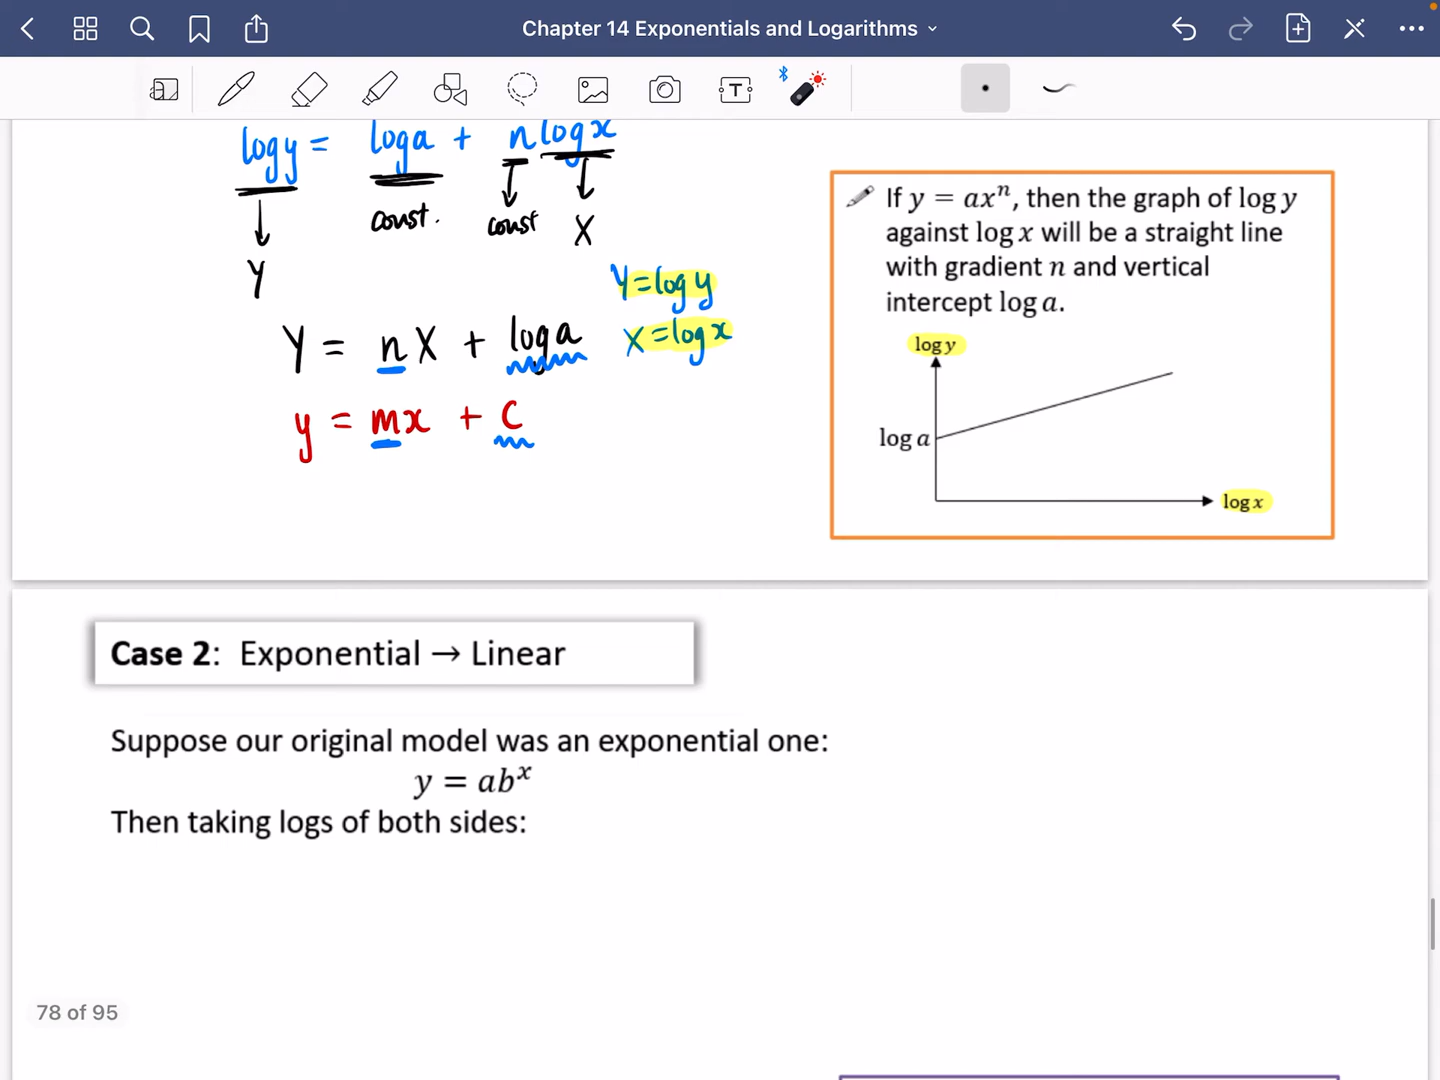 Chapter 14 Exponentials and Logarithms
T
log y = log a + n log x
const. const X
Y
Y = log y
X = log x
Y = n X + log a
y = mx + c
If y = axⁿ, then the graph of log y
against log x will be a straight line
with gradient n and vertical
intercept log a.
log y
log a
log x
Case 2: Exponential → Linear
Suppose our original model was an exponential one:
y = abˣ
Then taking logs of both sides:
78 of 95